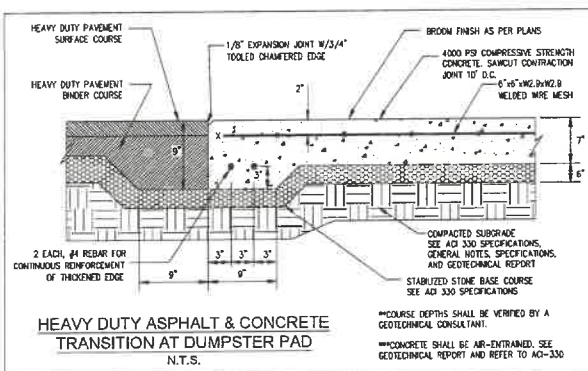 HEAVY DUTY PAVEMENT
SURFACE COURSE
HEAVY DUTY PAVEMENT
BINDER COURSE
1/8" EXPANSION JOINT W/3/4"
TOOLED CHAMFERED EDGE
BROOM FINISH AS PER PLANS
4000 PSI COMPRESSIVE STRENGTH
CONCRETE. SAWCUT CONTRACTION
JOINT 10' O.C.
6"x6"xW2.9xW2.9
WELDED WIRE MESH
2"
9"
3"
7"
6"
X
2 EACH, #4 REBAR FOR
CONTINUOUS REINFORCEMENT
OF THICKENED EDGE
9"
3" 3" 3"
9"
COMPACTED SUBGRADE
SEE ACI 330 SPECIFICATIONS,
GENERAL NOTES, SPECIFICATIONS,
AND GEOTECHNICAL REPORT
STABILIZED STONE BASE COURSE
SEE ACI 330 SPECIFICATIONS
HEAVY DUTY ASPHALT & CONCRETE
TRANSITION AT DUMPSTER PAD
N.T.S.
**COURSE DEPTHS SHALL BE VERIFIED BY A
GEOTECHNICAL CONSULTANT.
***CONCRETE SHALL BE AIR-ENTRAINED. SEE
GEOTECHNICAL REPORT AND REFER TO ACI-330